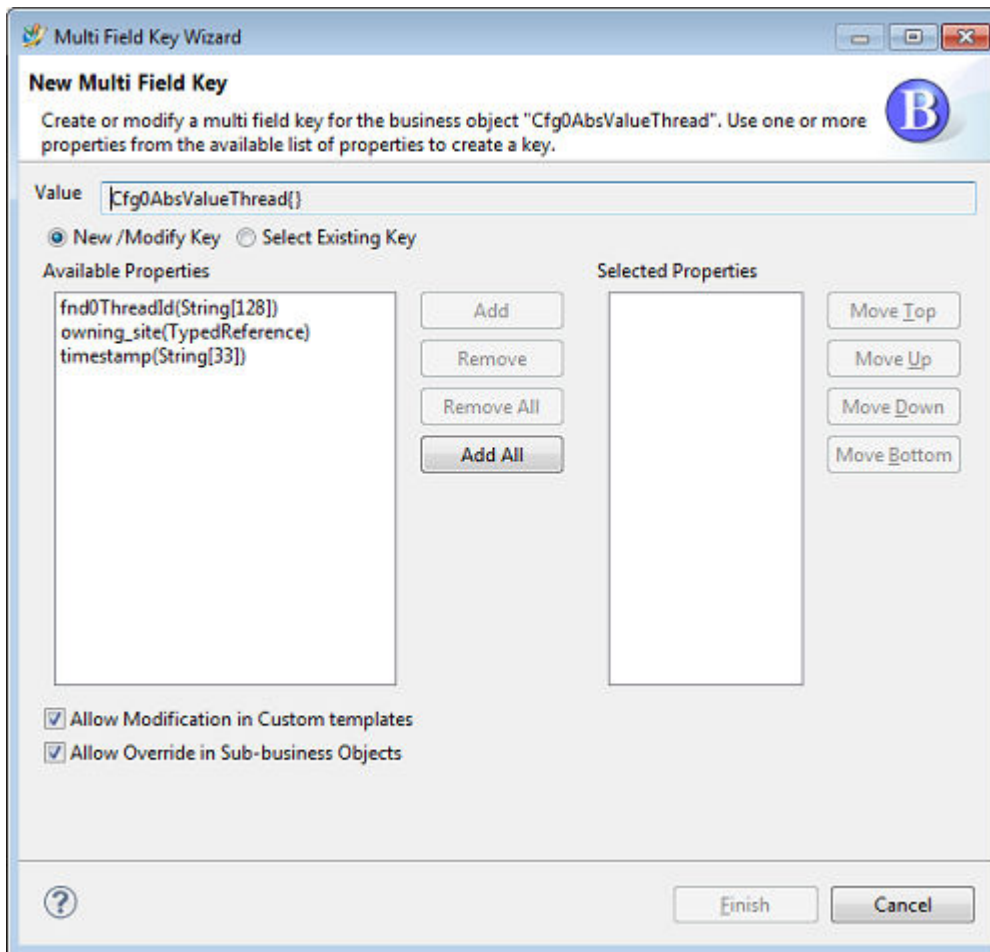 Multi Field Key Wizard
New Multi Field Key
Create or modify a multi field key for the business object "Cfg0AbsValueThread". Use one or more
properties from the available list of properties to create a key.
B
Value Cfg0AbsValueThread{}
New /Modify Key Select Existing Key
Available Properties Selected Properties
fnd0ThreadId(String[128])
owning_site(TypedReference)
timestamp(String[33])
Add Move Top
Remove Move Up
Remove All Move Down
Add All Move Bottom
Allow Modification in Custom templates
Allow Override in Sub-business Objects
? Finish Cancel